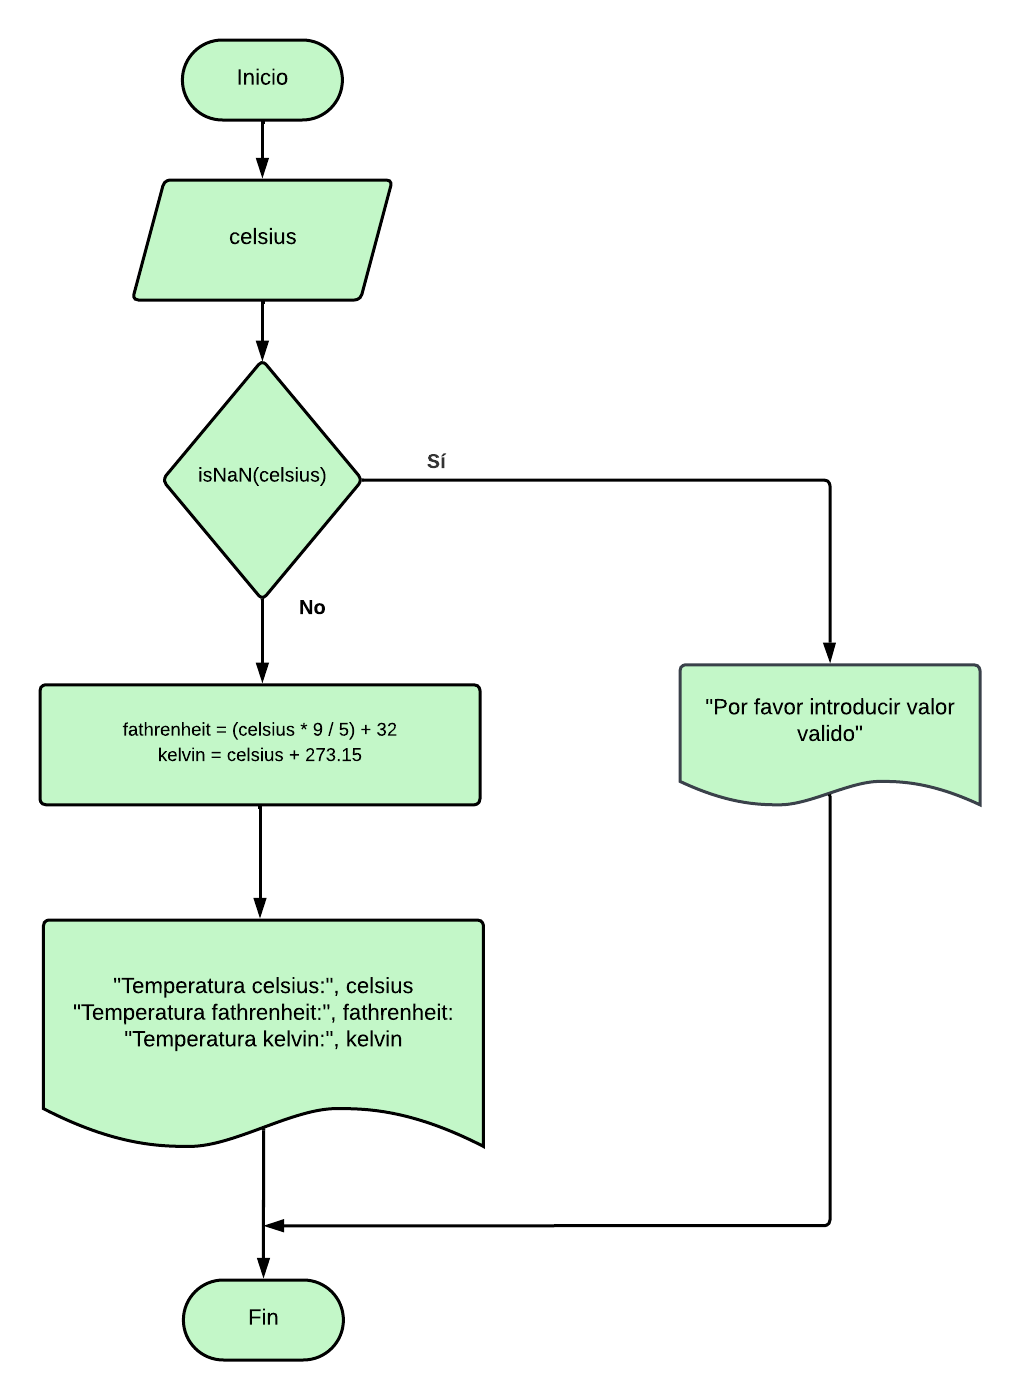 Inicio
celsius
isNaN(celsius)
Sí
No
fathrenheit = (celsius * 9 / 5) + 32
kelvin = celsius + 273.15
"Por favor introducir valor
valido"
"Temperatura celsius:", celsius
"Temperatura fathrenheit:", fathrenheit:
"Temperatura kelvin:", kelvin
Fin